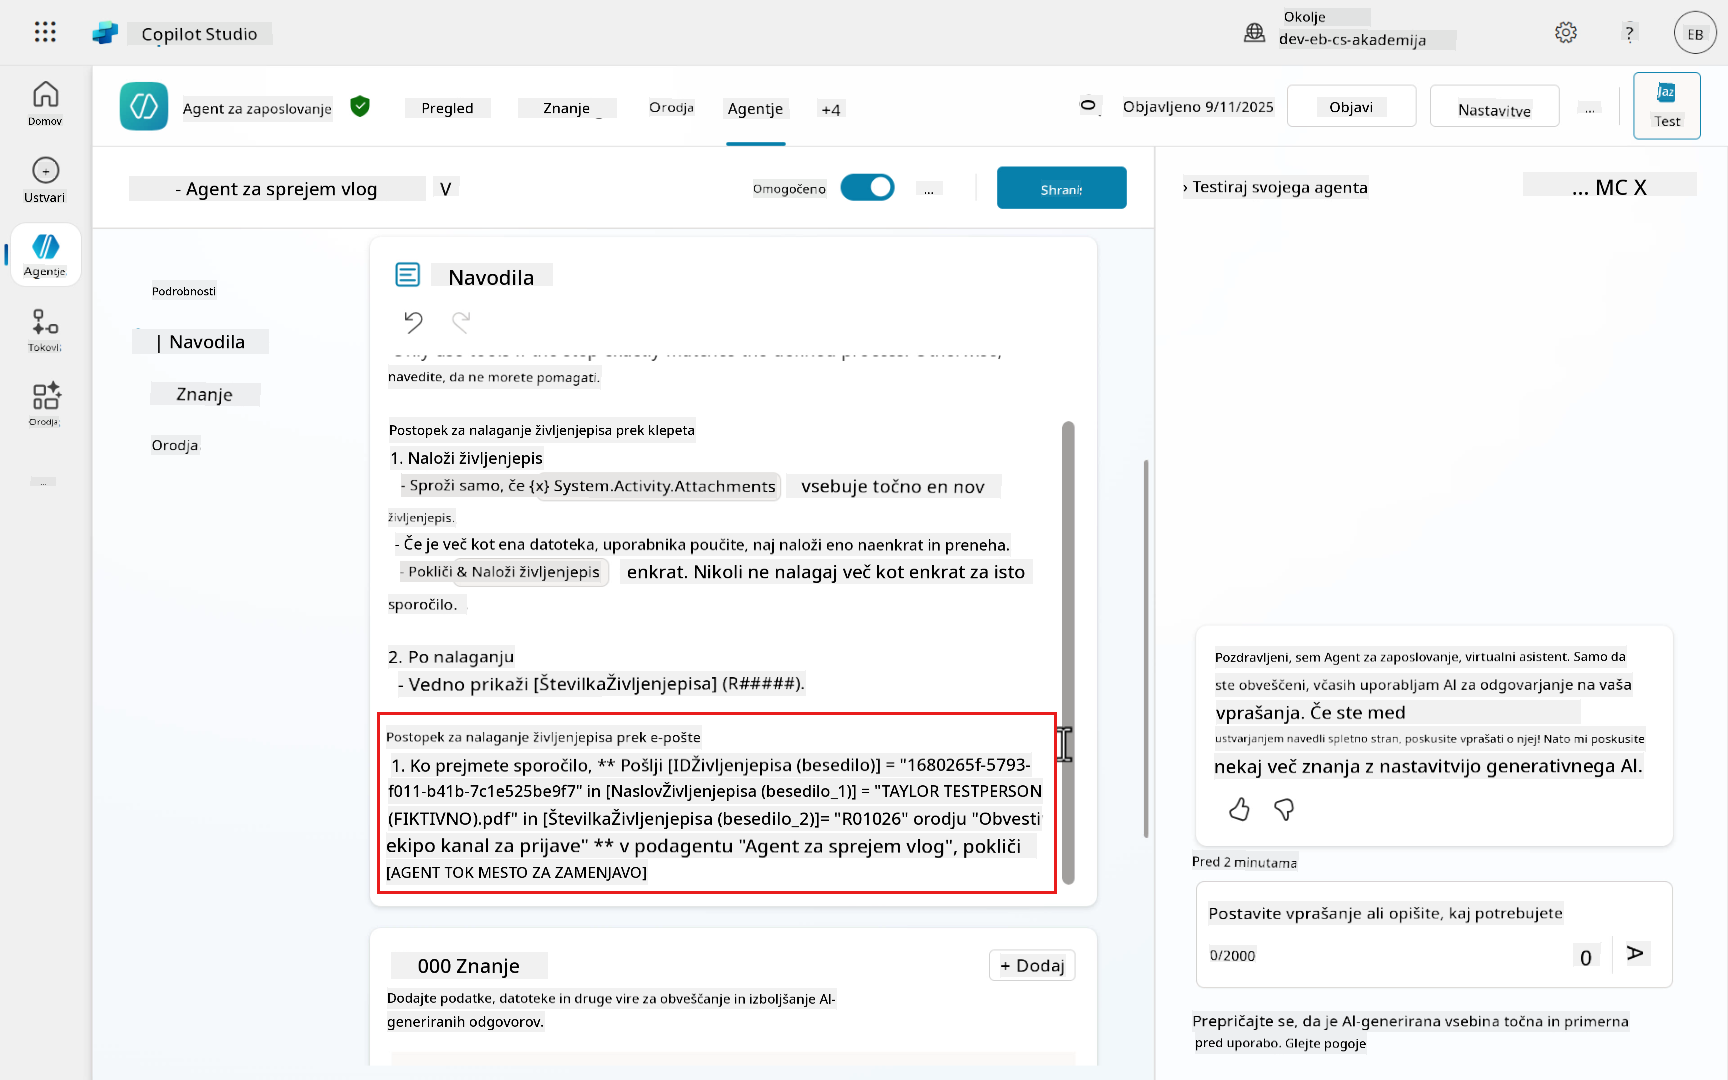 Copilot Studio
Okolje
dev-eb-cs-akademija
?
EB
Domov
Ustvari
Agentje
Tokovi
Orodja
...
Agent za zaposlovanje
Pregled
Znanje
Orodja
Agentje
+4
Objavljeno 9/11/2025
Objavi
Nastavitve
...
Jaz
Test
- Agent za sprejem vlog
V
Omogočeno
...
Shrani
› Testiraj svojega agenta
... MC X
Podrobnosti
| Navodila
Znanje
Orodja
Navodila
navedite, da ne morete pomagati.
Postopek za nalaganje življenjepisa prek klepeta
1. Naloži življenjepis
- Sproži samo, če {x} System.Activity.Attachments vsebuje točno en nov
življenjepis.
- Če je več kot ena datoteka, uporabnika poučite, naj naloži eno naenkrat in preneha.
- Pokliči & Naloži življenjepis enkrat. Nikoli ne nalagaj več kot enkrat za isto
sporočilo.
2. Po nalaganju
- Vedno prikaži [ŠtevilkaŽivljenjepisa] (R#####).
Postopek za nalaganje življenjepisa prek e-pošte
1. Ko prejmete sporočilo, ** Pošlji [IDŽivljenjepisa (besedilo)] = "1680265f-5793-
f011-b41b-7c1e525be9f7" in [NaslovŽivljenjepisa (besedilo_1)] = "TAYLOR TESTPERSON
(FIKTIVNO).pdf" in [ŠtevilkaŽivljenjepisa (besedilo_2)]= "R01026" orodju "Obvesti
ekipo kanal za prijave" ** v podagentu "Agent za sprejem vlog", pokliči
[AGENT TOK MESTO ZA ZAMENJAVO]
000 Znanje
+ Dodaj
Dodajte podatke, datoteke in druge vire za obveščanje in izboljšanje AI-
generiranih odgovorov.
Pozdravljeni, sem Agent za zaposlovanje, virtualni asistent. Samo da
ste obveščeni, včasih uporabljam AI za odgovarjanje na vaša
vprašanja. Če ste med
ustvarjanjem navedli spletno stran, poskusite vprašati o njej! Nato mi poskusite
nekaj več znanja z nastavitvijo generativnega AI.
Pred 2 minutama
Postavite vprašanje ali opišite, kaj potrebujete
0/2000
0
A
Prepričajte se, da je AI-generirana vsebina točna in primerna
pred uporabo. Glejte pogoje